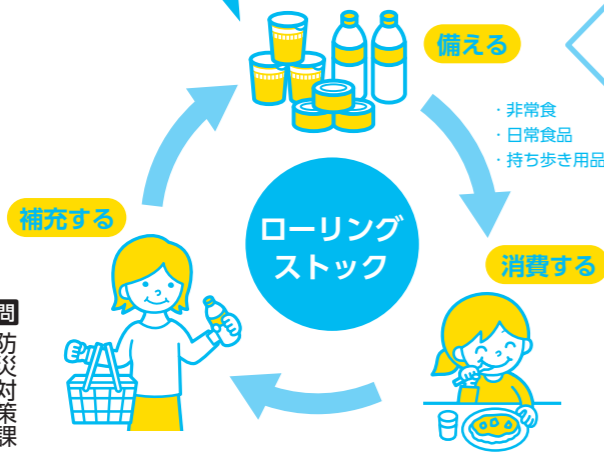 備える
・非常食
・日常食品
・持ち歩き用品
ローリング
ストック
補充する
消費する
問
防災対策課